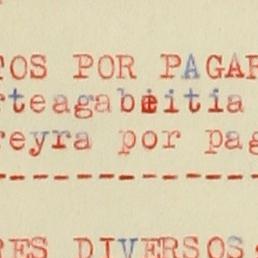 TOS POR PAGAR
rteagabeitia
reyra por pag
RES DIVERSOS